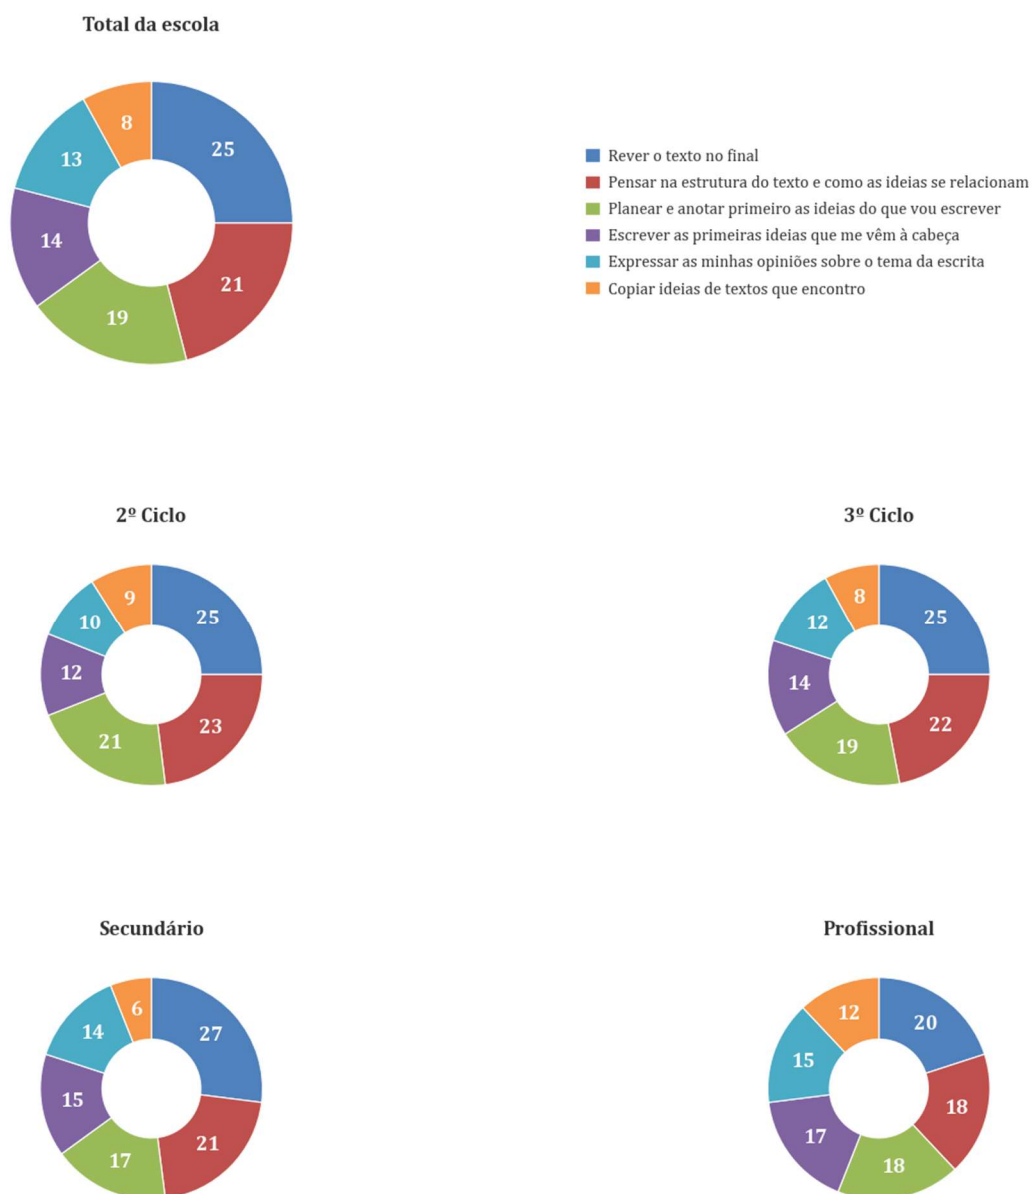 Total da escola
8
25
13
14
21
19
Rever o texto no final
Pensar na estrutura do texto e como as ideias se relacionam
Planear e anotar primeiro as ideias do que vou escrever
Escrever as primeiras ideias que me vêm à cabeça
Expressar as minhas opiniões sobre o tema da escrita
Copiar ideias de textos que encontro
2º Ciclo
9
25
10
12
23
21
3º Ciclo
8
25
12
14
22
19
Secundário
6
27
14
15
21
17
Profissional
12
20
15
18
17
18